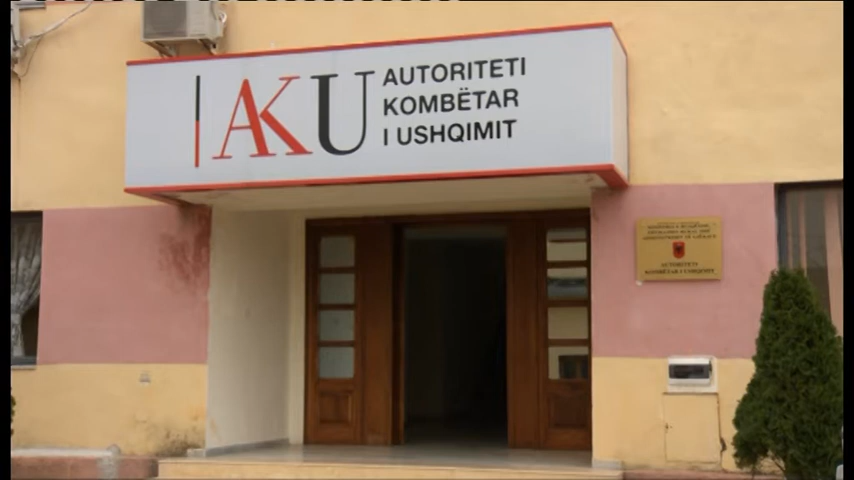 AKU
AUTORITETI
KOMBËTAR
I USHQIMIT
AUTORITETI
KOMBËTAR I USHQIMIT